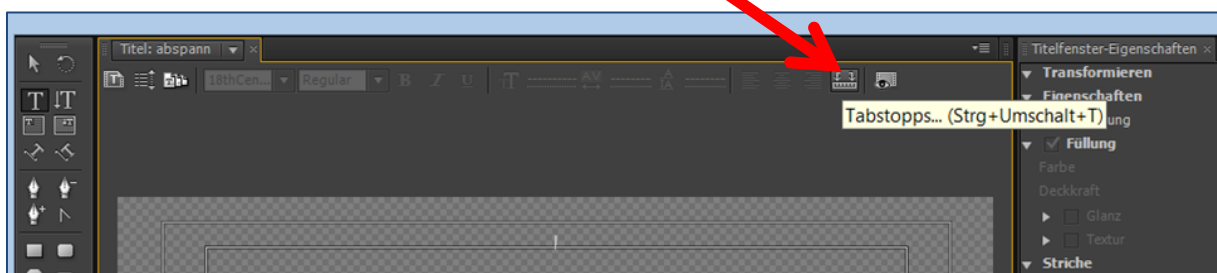 Titel: abspann
Titelfenster-Eigenschaften
18thCen...
Regular
B I U
Transformieren
Eigenschaften
Tabstopps... (Strg+Umschalt+T)
ung
Füllung
Farbe
Deckkraft
Glanz
Textur
Striche